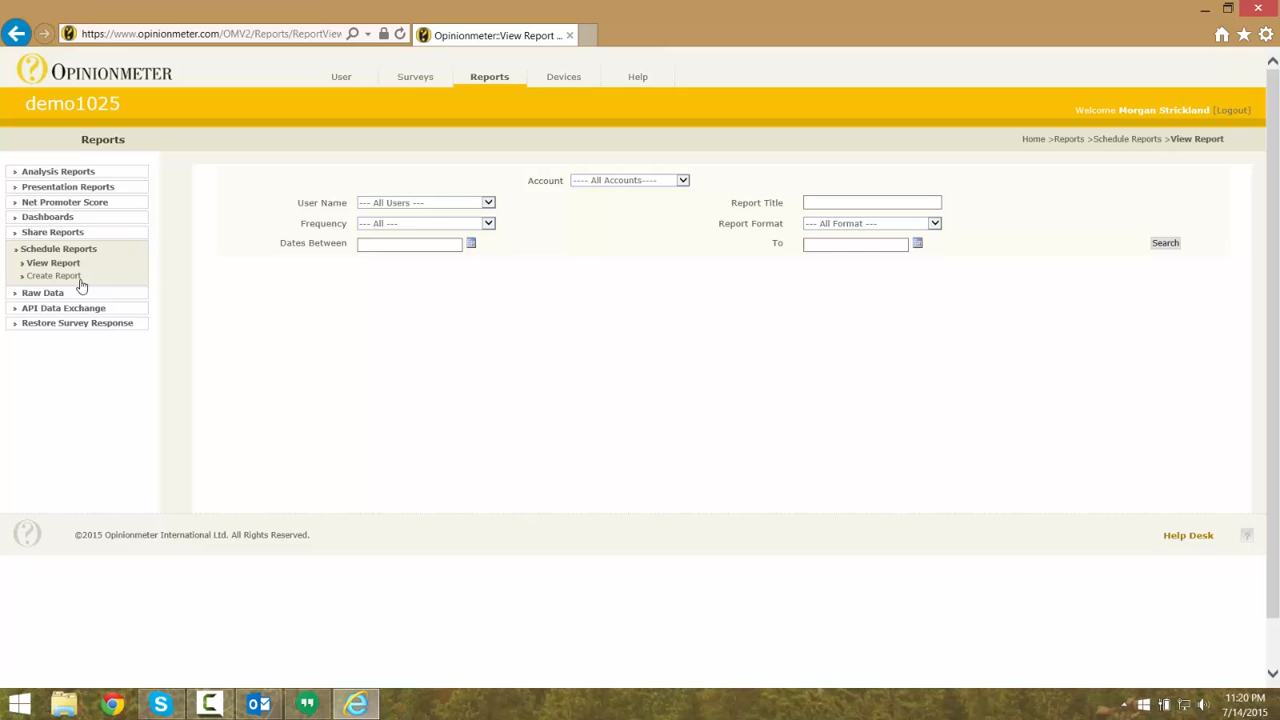 https://www.opinionmeter.com/OMV2/Reports/ReportView
Opinionmeter::View Report ...
OPINIONMETER
User
Surveys
Reports
Devices
Help
demo1025
Welcome Morgan Strickland [Logout]
Reports
Home >Reports >Schedule Reports >View Report
Analysis Reports
Presentation Reports
Net Promoter Score
Dashboards
Share Reports
Schedule Reports
View Report
Create Report
Raw Data
API Data Exchange
Restore Survey Response
Account
---- All Accounts----
User Name
--- All Users ---
Report Title
Frequency
--- All ---
Report Format
--- All Format ---
Dates Between
To
Search
©2015 Opinionmeter International Ltd. All Rights Reserved.
Help Desk
11:20 PM
7/14/2015